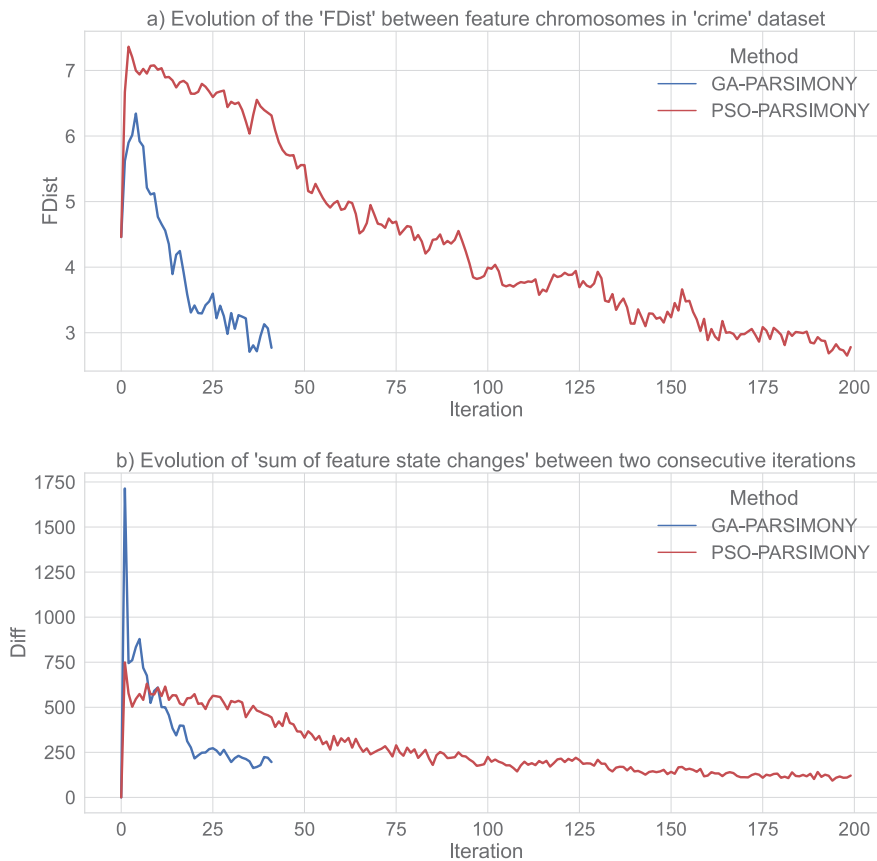 a) Evolution of the 'FDist' between feature chromosomes in 'crime' dataset
Method
GA-PARSIMONY
PSO-PARSIMONY
7
6
5
4
3
FDist
0 25 50 75 100 125 150 175 200
Iteration
b) Evolution of 'sum of feature state changes' between two consecutive iterations
Method
GA-PARSIMONY
PSO-PARSIMONY
1750
1500
1250
1000
750
500
250
0
Diff
0 25 50 75 100 125 150 175 200
Iteration